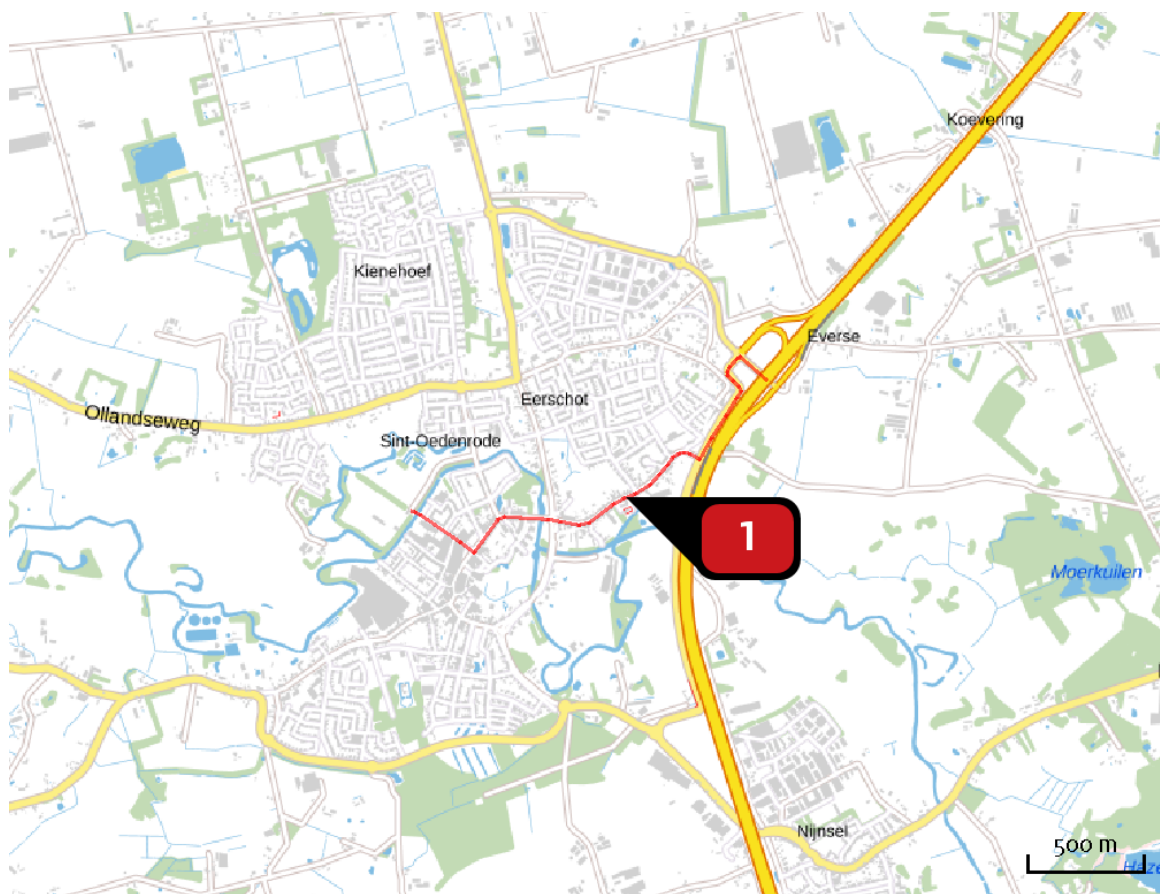 Koevering
Kienehoef
Everse
Eerschot
Ollandseweg
Sint-Oedenrode
1
Moerkuilen
Nijnsel
500 m